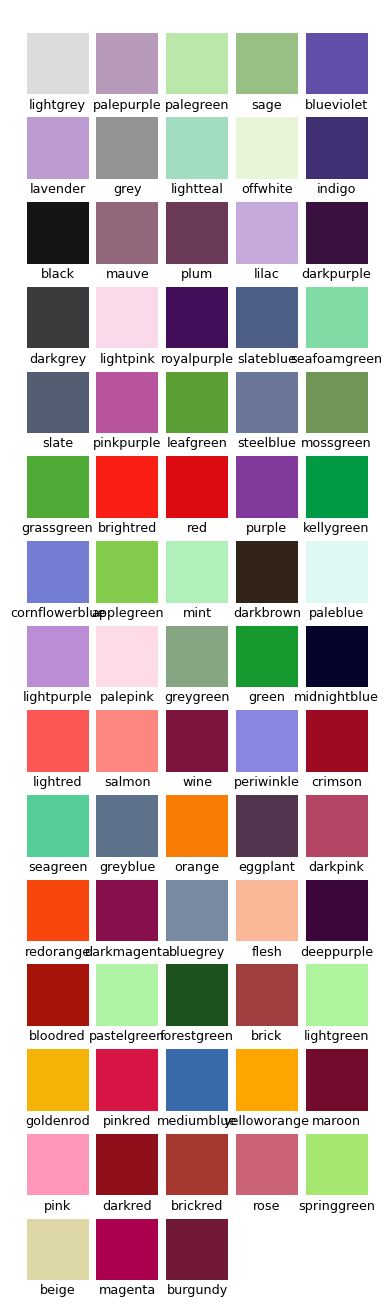 lightgrey palepurple palegreen sage blueviolet
lavender grey lightteal offwhite indigo
black mauve plum lilac darkpurple
darkgrey lightpink royalpurple slateblue seafoamgreen
slate pinkpurple leafgreen steelblue mossgreen
grassgreen brightred red purple kellygreen
cornflowerblue applegreen mint darkbrown paleblue
lightpurple palepink greygreen green midnightblue
lightred salmon wine periwinkle crimson
seagreen greyblue orange eggplant darkpink
redorange darkmagenta bluegrey flesh deeppurple
bloodred pastelgreen forestgreen brick lightgreen
goldenrod pinkred mediumblue yelloworange maroon
pink darkred brickred rose springgreen
beige magenta burgundy